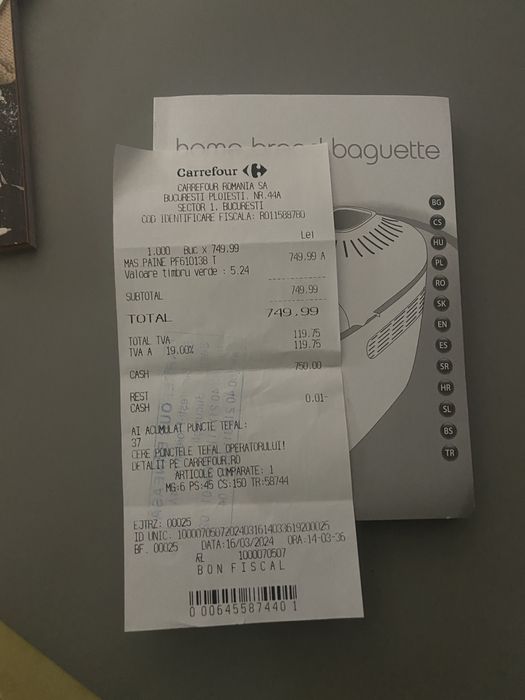 home bread baguette
Carrefour
CARREFOUR ROMANIA SA
BUCURESTI PLOIESTI. NR.44A
SECTOR 1. BUCURESTI
COD IDENTIFICARE FISCALA: RO11588780
Lei
1.000 Buc x 749.99
MAS PAINE PF610138 T 749.99 A
Valoare timbru verde : 5.24
SUBTOTAL 749.99
TOTAL 749.99
TOTAL TVA 119.75
TVA A 19.00% 119.75
CASH 750.00
REST
CASH 0.01-
AI ACUMULAT PUNCTE TEFAL:
37
CERE PUNCTELE TEFAL OPERATORULUI!
DETALII PE CARREFOUR.RO
ARTICOLE CUMPARATE: 1
MG:6 PS:45 CS:150 TR:58744
EJTRZ: 00025
ID UNIC: 1000070507202403161403361920025
BF. 00025 DATA:16/03/2024 ORA:14-03-36
1000070507
BON FISCAL
0 00645587440 1
BG
CS
HU
PL
RO
SK
EN
ES
SR
HR
SL
BS
TR